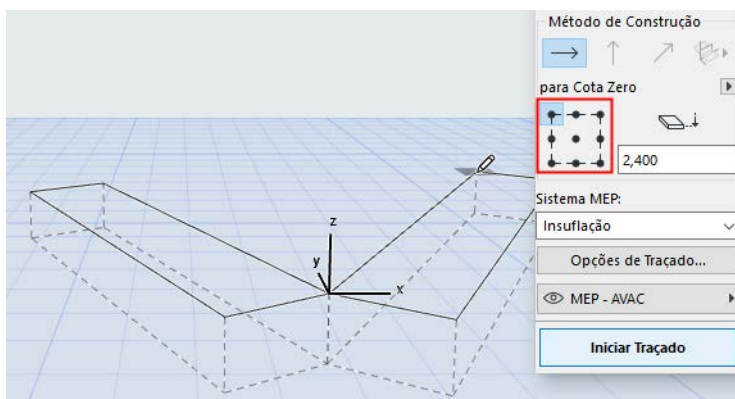 Método de Construção
para Cota Zero
2,400
Sistema MEP:
Insuflação
Opções de Traçado...
MEP - AVAC
Iniciar Traçado
z
y
x